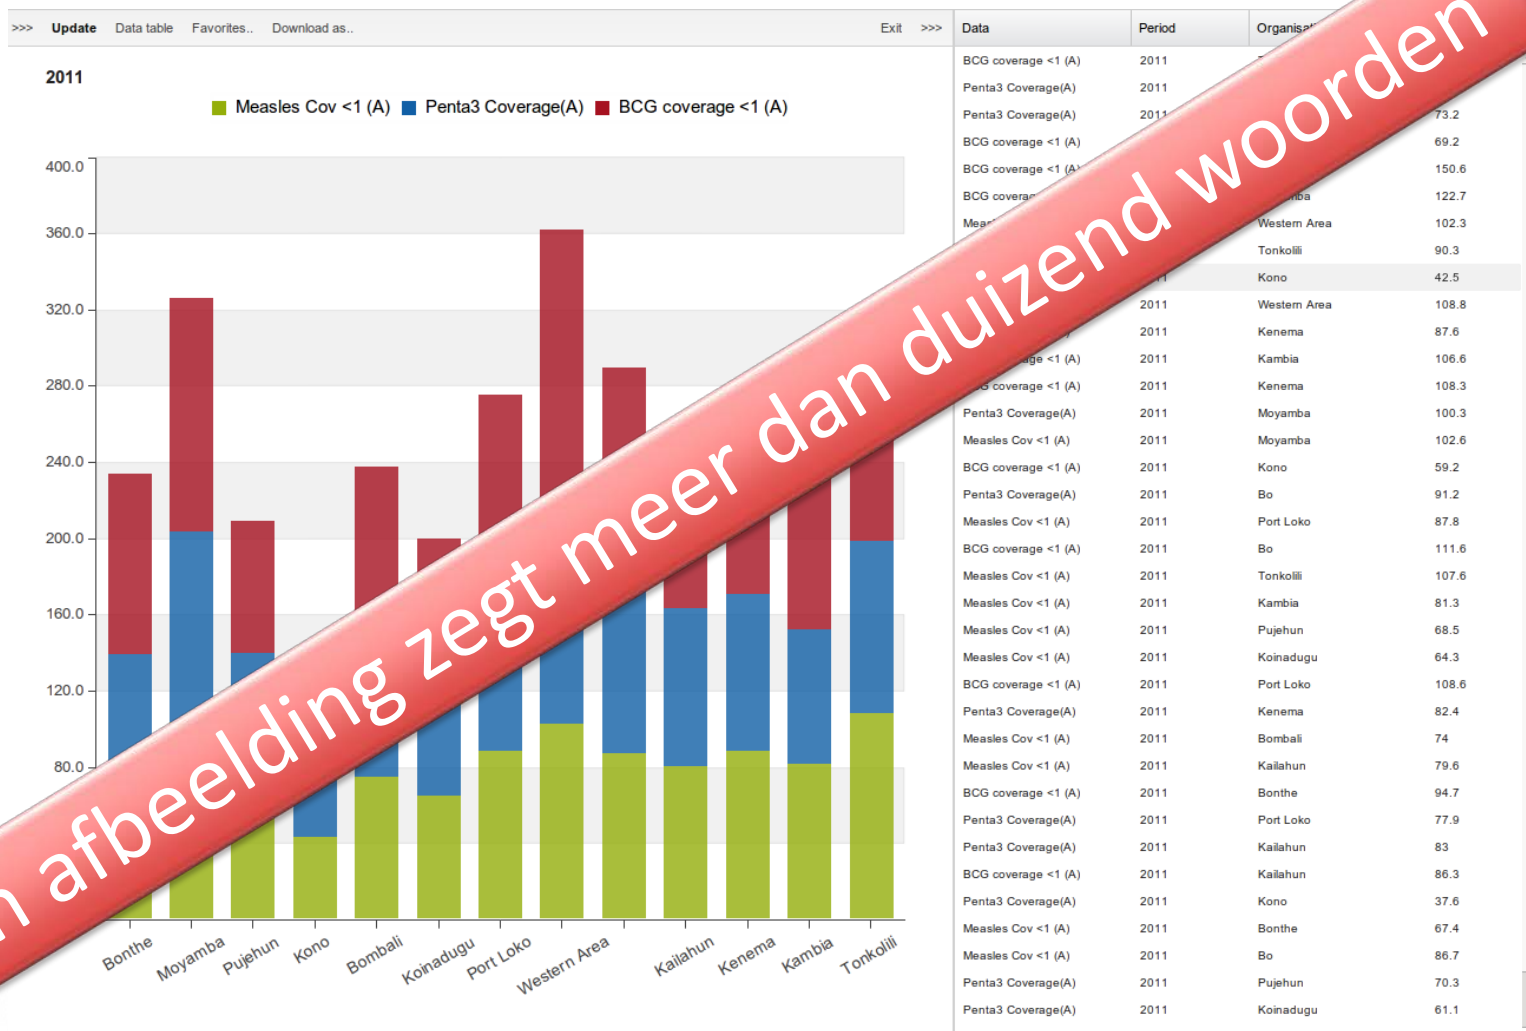 >>> Update Data table Favorites.. Download as.. Exit >>>
2011
Measles Cov <1 (A) Penta3 Coverage(A) BCG coverage <1 (A)
400.0
360.0
320.0
280.0
240.0
200.0
160.0
120.0
80.0
Bonthe Moyamba Pujehun Kono Bombali Koinadugu Port Loko Western Area Kailahun Kenema Kambia Tonkolili
afbeelding zegt meer dan duizend woorden
Data Period
BCG coverage <1 (A) 2011
Penta3 Coverage(A) 2011
Penta3 Coverage(A) 2011 73.2
BCG coverage <1 (A) 69.2
BCG coverage <1 (A) 150.6
BCG 122.7
Western Area 102.3
Tonkolili 90.3
Kono 42.5
2011 Western Area 108.8
2011 Kenema 87.6
<1 (A) 2011 Kambia 106.6
coverage <1 (A) 2011 Kenema 108.3
Penta3 Coverage(A) 2011 Moyamba 100.3
Measles Cov <1 (A) 2011 Moyamba 102.6
BCG coverage <1 (A) 2011 Kono 59.2
Penta3 Coverage(A) 2011 Bo 91.2
Measles Cov <1 (A) 2011 Port Loko 87.8
BCG coverage <1 (A) 2011 Bo 111.6
Measles Cov <1 (A) 2011 Tonkolili 107.6
Measles Cov <1 (A) 2011 Kambia 81.3
Measles Cov <1 (A) 2011 Pujehun 68.5
Measles Cov <1 (A) 2011 Koinadugu 64.3
BCG coverage <1 (A) 2011 Port Loko 108.6
Penta3 Coverage(A) 2011 Kenema 82.4
Measles Cov <1 (A) 2011 Bombali 74
Measles Cov <1 (A) 2011 Kailahun 79.6
BCG coverage <1 (A) 2011 Bonthe 94.7
Penta3 Coverage(A) 2011 Port Loko 77.9
Penta3 Coverage(A) 2011 Kailahun 83
BCG coverage <1 (A) 2011 Kailahun 86.3
Penta3 Coverage(A) 2011 Kono 37.6
Measles Cov <1 (A) 2011 Bonthe 67.4
Measles Cov <1 (A) 2011 Bo 86.7
Penta3 Coverage(A) 2011 Pujehun 70.3
Penta3 Coverage(A) 2011 Koinadugu 61.1